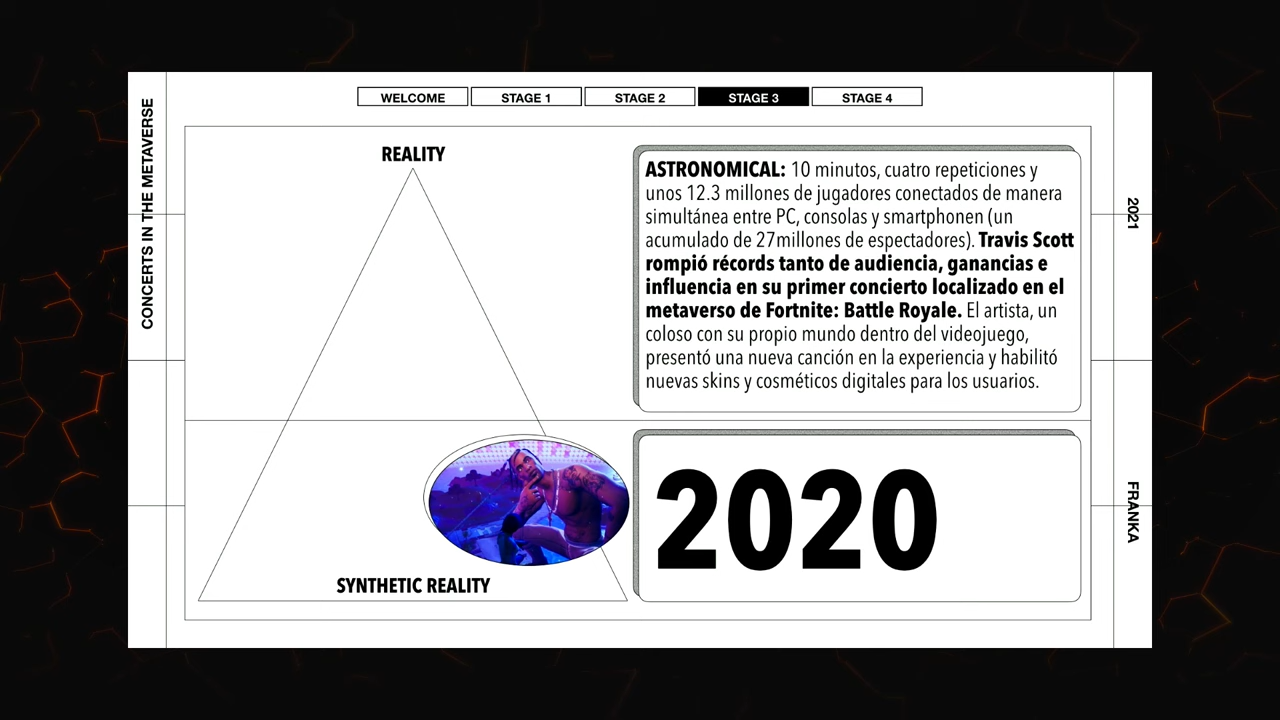 WELCOME
STAGE 1
STAGE 2
STAGE 3
STAGE 4
CONCERTS IN THE METAVERSE
REALITY
SYNTHETIC REALITY
ASTRONOMICAL: 10 minutos, cuatro repeticiones y
unos 12.3 millones de jugadores conectados de manera
simultánea entre PC, consolas y smartphonen (un
acumulado de 27millones de espectadores). Travis Scott
rompió récords tanto de audiencia, ganancias e
influencia en su primer concierto localizado en el
metaverso de Fortnite: Battle Royale. El artista, un
coloso con su propio mundo dentro del videojuego,
presentó una nueva canción en la experiencia y habilitó
nuevas skins y cosméticos digitales para los usuarios.
2020
2021
FRANKA